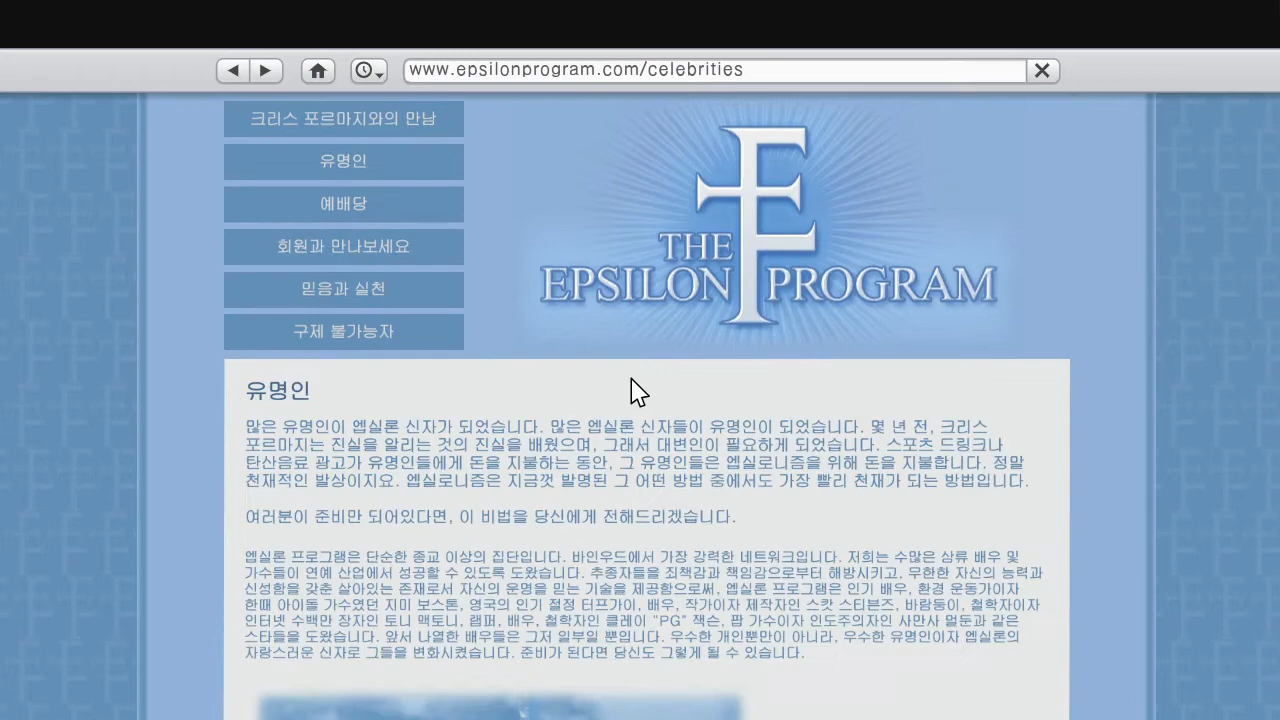 www.epsilonprogram.com/celebrities
크리스 포르마지와의 만남
유명인
예배당
회원과 만나보세요
믿음과 실천
구제 불가능자
THE
EPSILON PROGRAM
유명인
많은 유명인이 엡실론 신자가 되었습니다. 많은 엡실론 신자들이 유명인이 되었습니다. 몇 년 전, 크리스
포르마지는 진실을 알리는 것의 진실을 배웠으며, 그래서 대변인이 필요하게 되었습니다. 스포츠 드링크나
탄산음료 광고가 유명인들에게 돈을 지불하는 동안, 그 유명인들은 엡실로니즘을 위해 돈을 지불합니다. 정말
천재적인 발상이지요. 엡실로니즘은 지금껏 발명된 그 어떤 방법 중에서도 가장 빨리 천재가 되는 방법입니다.
여러분이 준비만 되어있다면, 이 비법을 당신에게 전해드리겠습니다.
엡실론 프로그램은 단순한 종교 이상의 집단입니다. 바인우드에서 가장 강력한 네트워크입니다. 저희는 수많은 삼류 배우 및
가수들이 연예 산업에서 성공할 수 있도록 도왔습니다. 추종자들을 죄책감과 책임감으로부터 해방시키고, 무한한 자신의 능력과
신성함을 갖춘 살아있는 존재로서 자신의 운명을 믿는 기술을 제공함으로써, 엡실론 프로그램은 인기 배우, 환경 운동가이자
한때 아이돌 가수였던 지미 보스톤, 영국의 인기 절정 터프가이, 배우, 작가이자 제작자인 스캇 스티븐즈, 바람둥이, 철학자이자
인터넷 수백만 장자인 토니 맥토니, 램퍼, 배우, 철학자인 클레이 "PG" 잭슨, 팝 가수이자 인도주의자인 사만사 멀둔과 같은
스타들을 도왔습니다. 앞서 나열한 배우들은 그저 일부일 뿐입니다. 우수한 개인뿐만이 아니라, 우수한 유명인이자 엡실론의
자랑스러운 신자로 그들을 변화시켰습니다. 준비가 된다면 당신도 그렇게 될 수 있습니다.